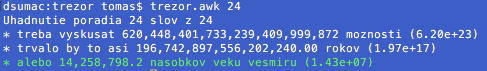 dsumac:trezor tomas$ trezor.awk 24
Uhadnutie poradia 24 slov z 24
* treba vyskusat 620,448,401,733,239,409,999,872 moznosti (6.20e+23)
* trvalo by to asi 196,742,897,556,202,240.00 rokov (1.97e+17)
* alebo 14,258,798.2 nasobkov veku vesmiru (1.43e+07)